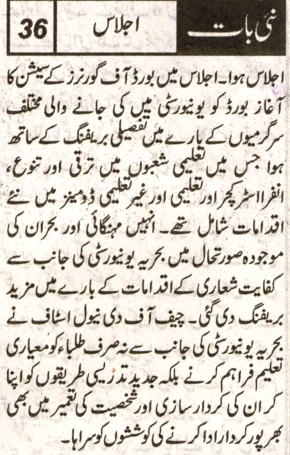 نئی بات
اجلاس
36
اجلاس ہوا۔ اجلاس میں بورڈ آف گورنرز کے سیشن کا
آغاز بورڈ کو یونیورسٹی میں کی جانے والی مختلف
سرگرمیوں کے بارے میں تفصیلی بریفنگ کے ساتھ
ہوا جس میں تعلیمی شعبوں میں ترقی اور تنوع،
انفرااسٹرکچر اور تعلیمی اور غیر تعلیمی ڈومینز میں نئے
اقدامات شامل تھے۔ انہیں مہنگائی اور بحران کی
موجودہ صورتحال میں بحریہ یونیورسٹی کی جانب سے
کفایت شعاری کے اقدامات کے بارے میں مزید
بریفنگ دی گئی۔ چیف آف دی نیول اسٹاف نے
بحریہ یونیورسٹی کی جانب سے نہ صرف طلباء کو معیاری
تعلیم فراہم کرنے بلکہ جدید تدریسی طریقوں کو اپنا
کر ان کی کردار سازی اور شخصیت کی تعمیر میں بھی
بھرپور کردار ادا کرنے کی کوششوں کو سراہا۔